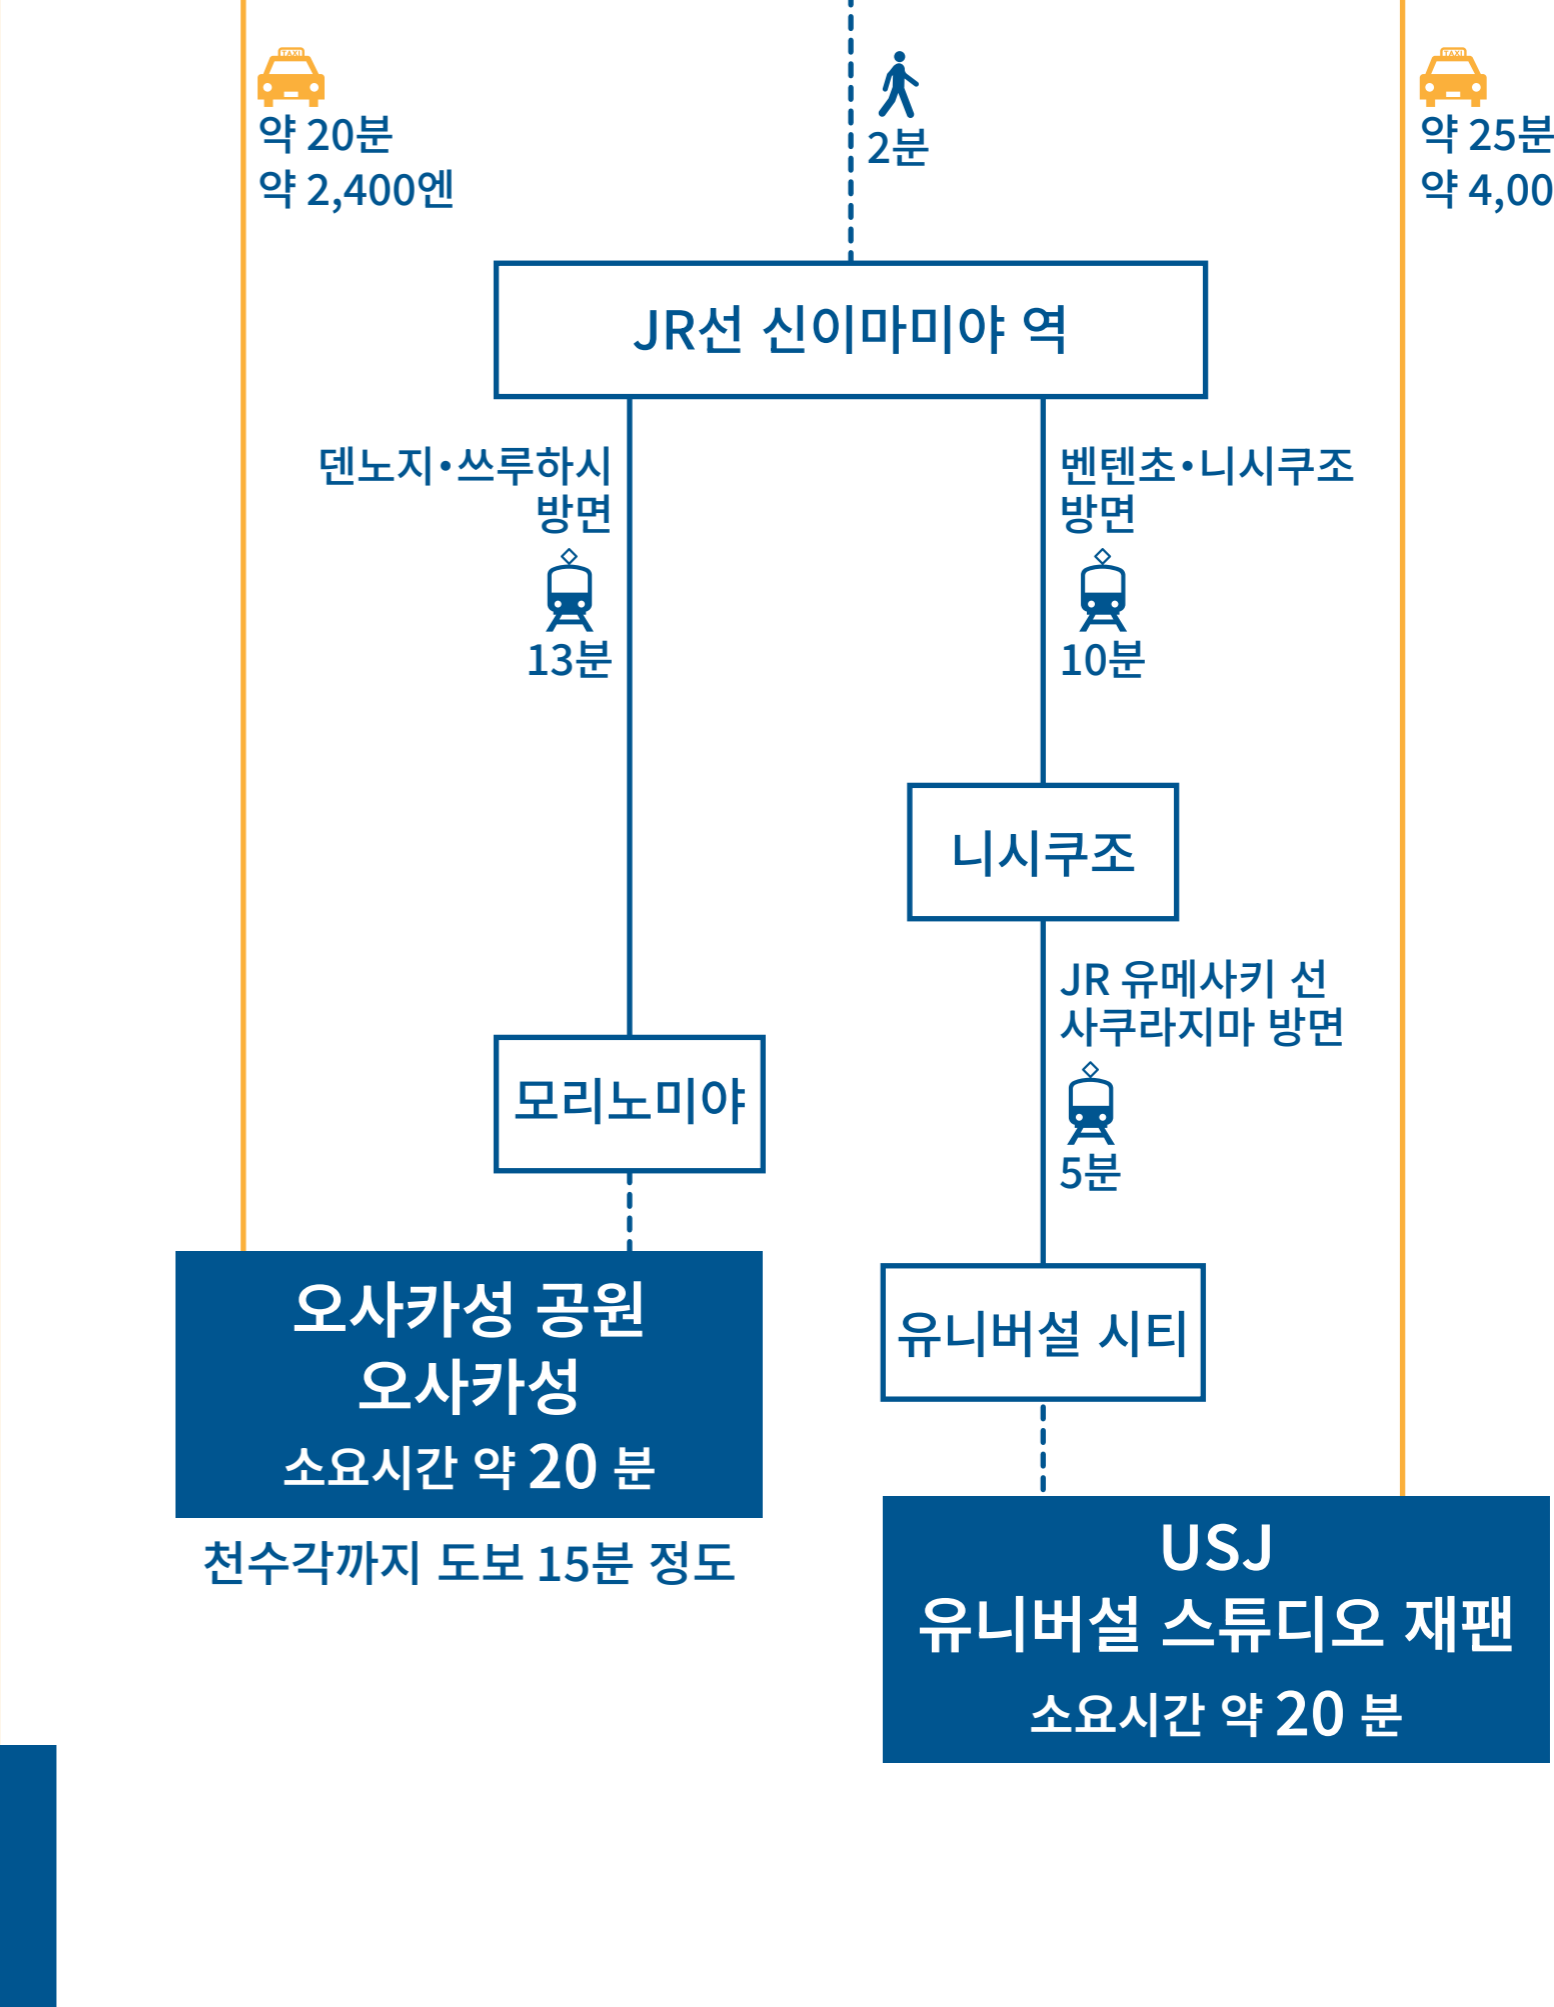 TAXI
약 20분
약 2,400엔
2분
TAXI
약 25분
약 4,00
JR선 신이마미야 역
덴노지・쓰루하시
방면
13분
벤텐초・니시쿠조
방면
10분
니시쿠조
JR 유메사키 선
사쿠라지마 방면
5분
모리노미야
오사카성 공원
오사카성
소요시간 약 20 분
천수각까지 도보 15분 정도
유니버설 시티
USJ
유니버설 스튜디오 재팬
소요시간 약 20 분